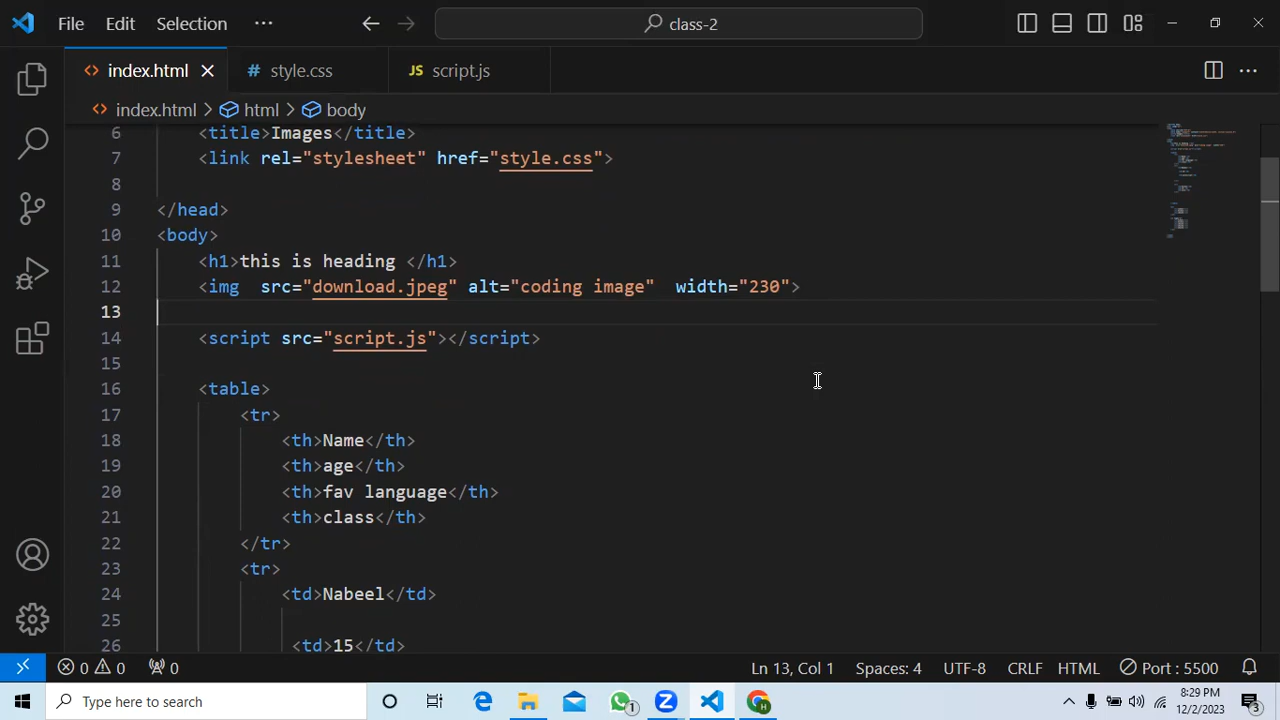 File Edit Selection ··· class-2
index.html style.css JS script.js
index.html > html > body
6 <title>Images</title>
7 <link rel="stylesheet" href="style.css">
8
9 </head>
10 <body>
11 <h1>this is heading </h1>
12 <img  src="download.jpeg" alt="coding image"  width="230">
13
14 <script src="script.js"></script>
15
16 <table>
17 <tr>
18 <th>Name</th>
19 <th>age</th>
20 <th>fav language</th>
21 <th>class</th>
22 </tr>
23 <tr>
24 <td>Nabeel</td>
25
26 <td>15</td>
0 0 0 Ln 13, Col 1 Spaces: 4 UTF-8 CRLF HTML Port : 5500
Type here to search 1 8:29 PM
12/2/2023 3